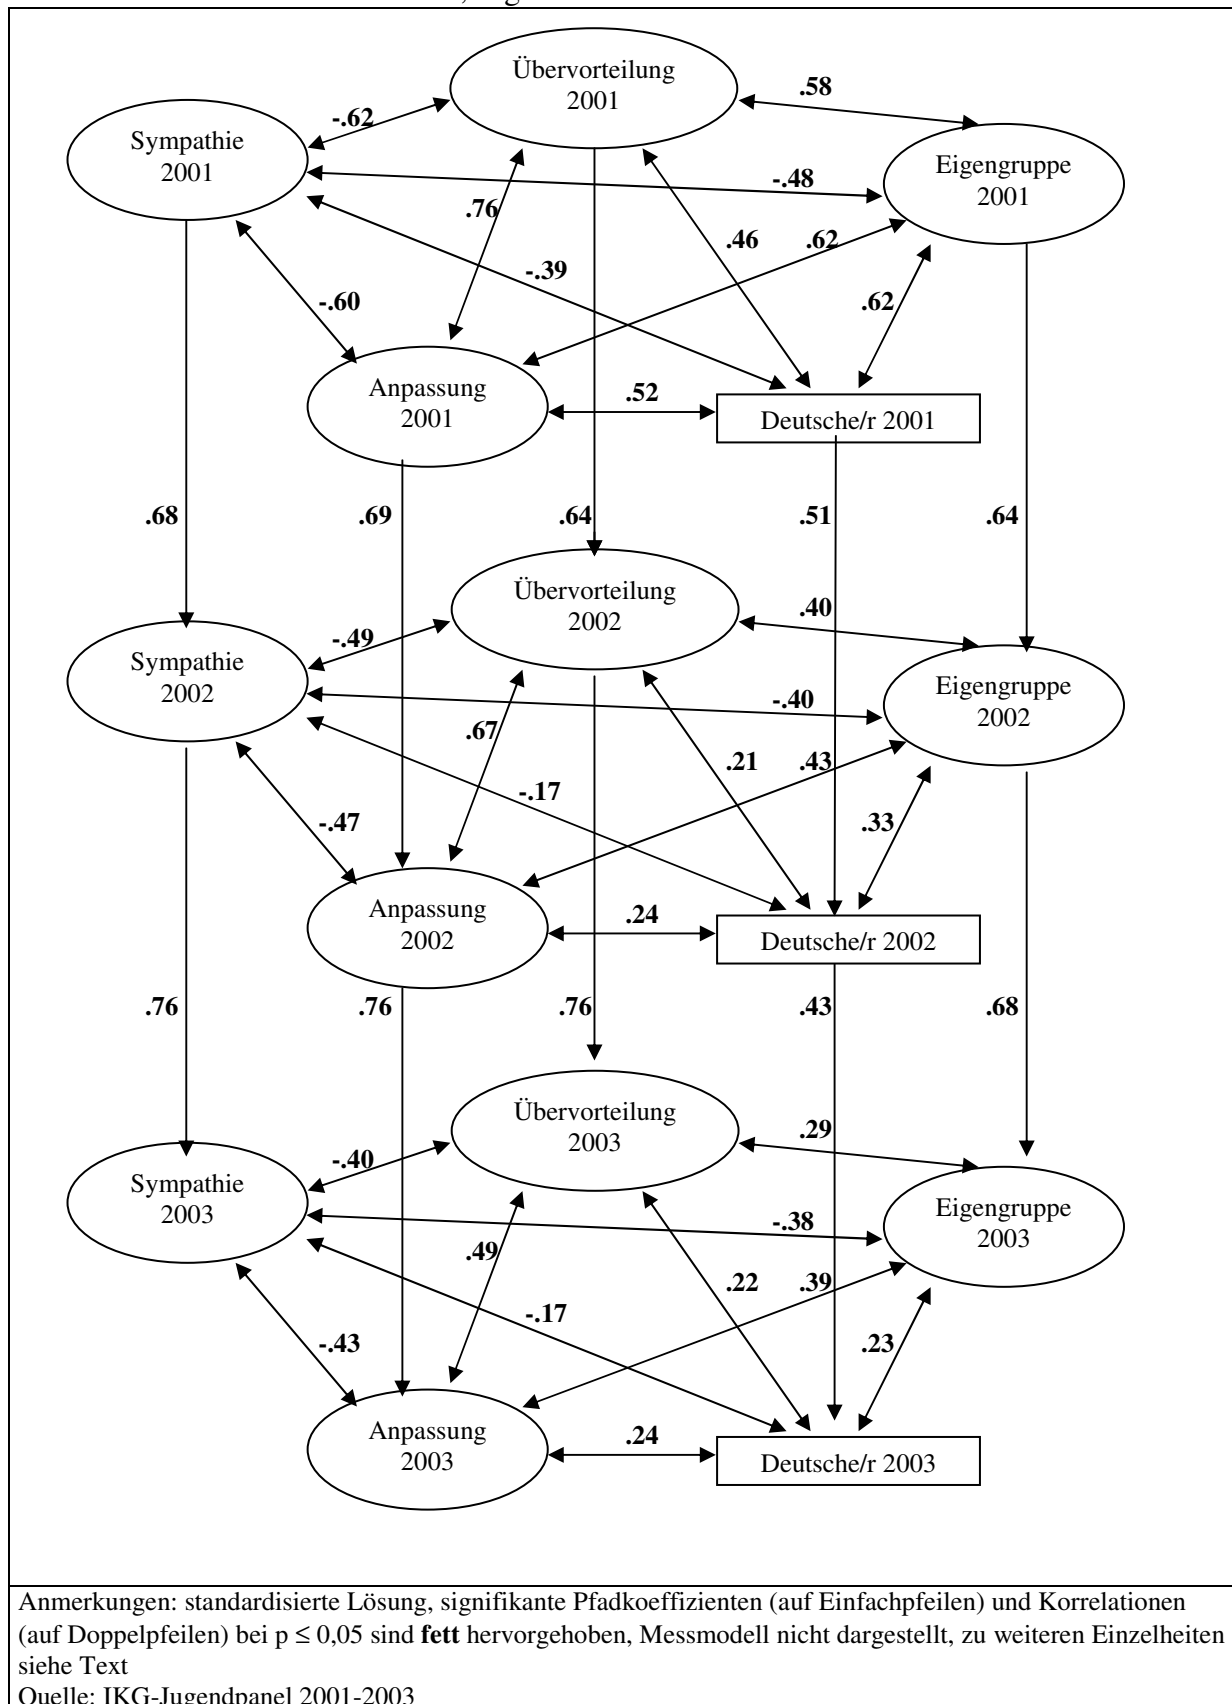 Übervorteilung
2001
.58
-.62
Sympathie
2001
Eigengruppe
2001
-.48
.76
.46
.62
-.39
-.60
.62
Anpassung
2001
.52
Deutsche/r 2001
.68
.69
.64
.51
.64
Übervorteilung
2002
.40
-.49
Sympathie
2002
Eigengruppe
2002
-.40
.67
.21
.43
-.17
-.47
.33
Anpassung
2002
.24
Deutsche/r 2002
.76
.76
.76
.43
.68
Übervorteilung
2003
.29
-.40
Sympathie
2003
Eigengruppe
2003
-.38
.49
.22
.39
-.17
-.43
.23
Anpassung
2003
.24
Deutsche/r 2003
Anmerkungen: standardisierte Lösung, signifikante Pfadkoeffizienten (auf Einfachpfeilen) und Korrelationen
(auf Doppelpfeilen) bei p ≤ 0,05 sind fett hervorgehoben, Messmodell nicht dargestellt, zu weiteren Einzelheiten
siehe Text
Quelle: IKG-Jugendpanel 2001-2003